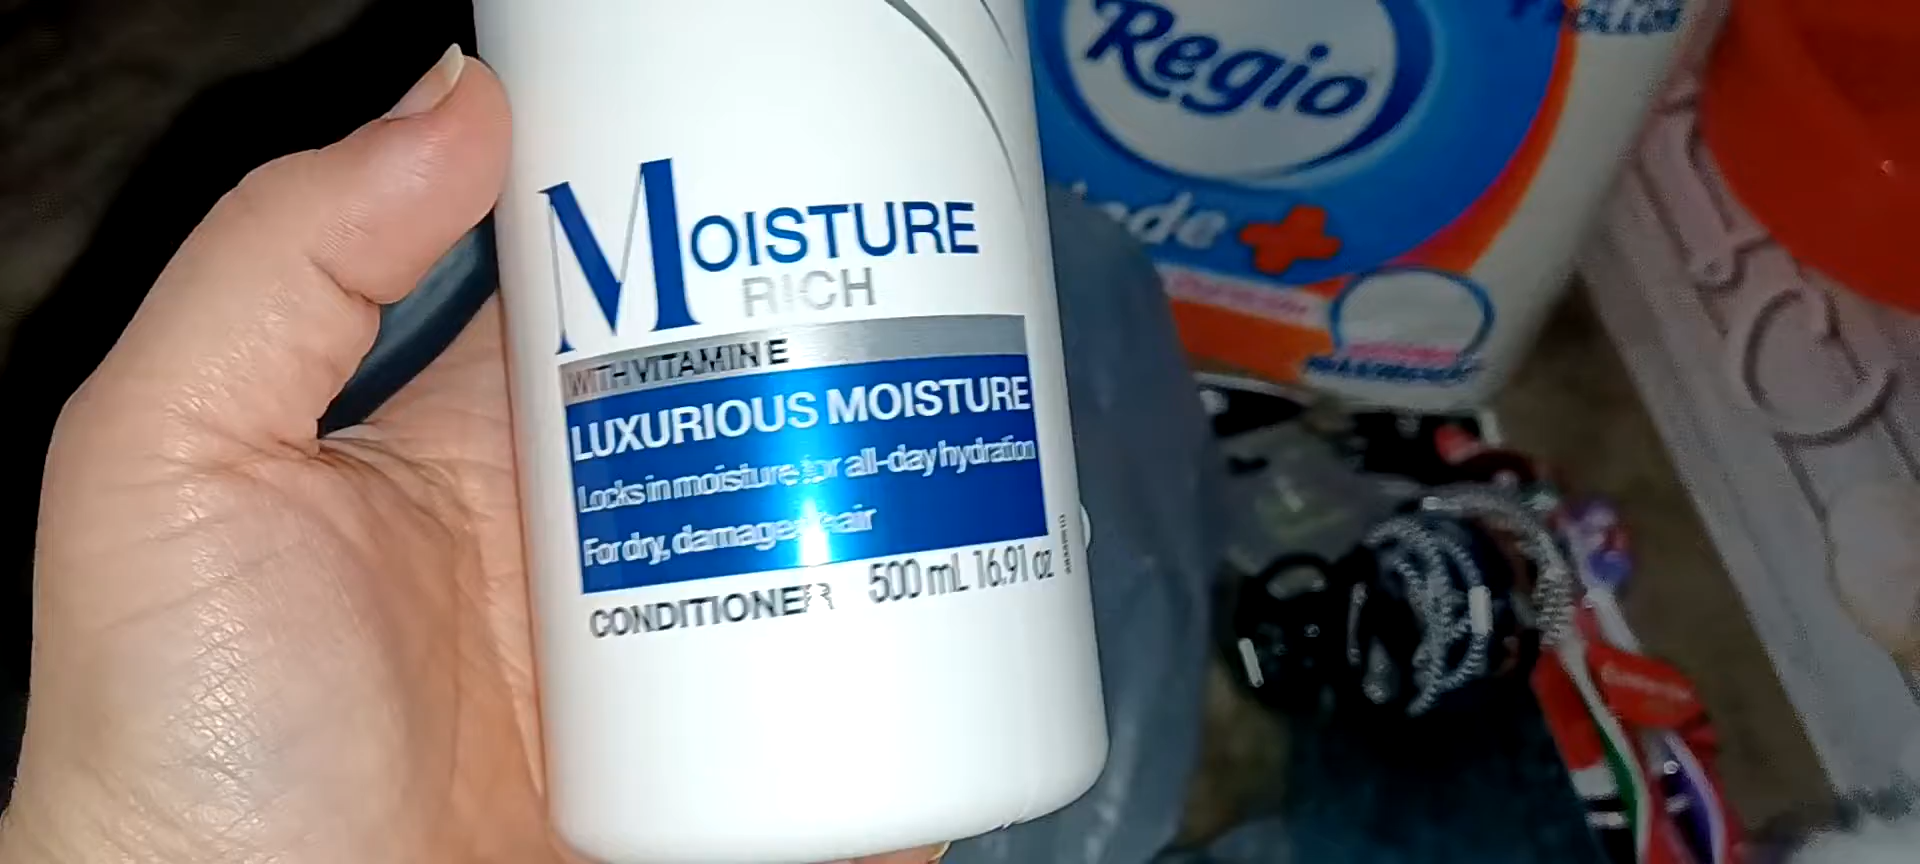 MOISTURE
RICH
WITH VITAMIN E
LUXURIOUS MOISTURE
Locks in moisture for all-day hydration
For dry, damaged hair
CONDITIONER 500 mL 16.91 oz
Regio